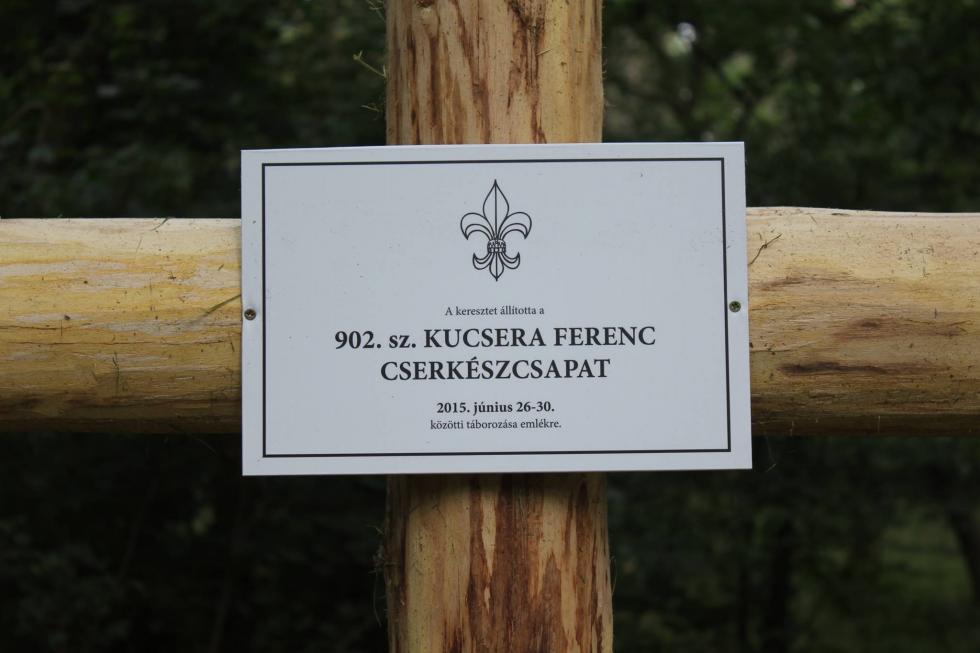 A keresztet állította a
902. sz. KUCSERA FERENC
CSERKÉSZCSAPAT
2015. június 26-30.
közötti táborozása emlékre.